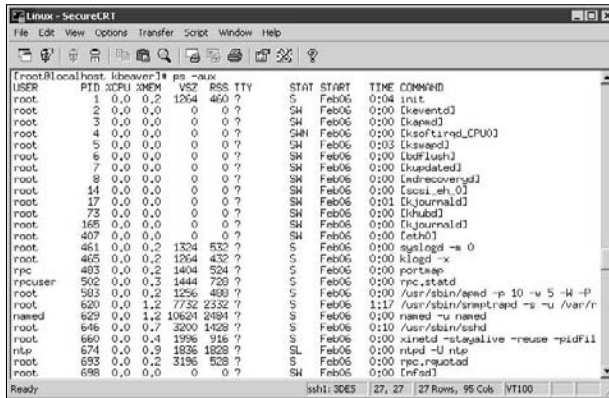 Linux - SecureCRT
File Edit View Options Transfer Script Window Help
[root@localhost kbeaver]# ps -aux
USER PID %CPU %MEM VSZ RSS TTY STAT START TIME COMMAND
root 1 0.0 0.2 1264 460 ? S Feb06 0:04 init
root 2 0.0 0.0 0 0 ? SW Feb06 0:00 [keventd]
root 3 0.0 0.0 0 0 ? SW Feb06 0:00 [kapmd]
root 4 0.0 0.0 0 0 ? SWN Feb06 0:00 [ksoftirqd_CPU0]
root 5 0.0 0.0 0 0 ? SW Feb06 0:03 [kswapd]
root 6 0.0 0.0 0 0 ? SW Feb06 0:00 [bdflush]
root 7 0.0 0.0 0 0 ? SW Feb06 0:00 [kupdated]
root 8 0.0 0.0 0 0 ? SW Feb06 0:00 [mdrecoveryd]
root 14 0.0 0.0 0 0 ? SW Feb06 0:00 [scsi_eh_0]
root 17 0.0 0.0 0 0 ? SW Feb06 0:01 [kjournald]
root 73 0.0 0.0 0 0 ? SW Feb06 0:00 [khubd]
root 165 0.0 0.0 0 0 ? SW Feb06 0:00 [kjournald]
root 407 0.0 0.0 0 0 ? SW Feb06 0:00 [eth0]
root 461 0.0 0.2 1324 532 ? S Feb06 0:00 syslogd -m 0
root 465 0.0 0.2 1264 432 ? S Feb06 0:00 klogd -x
rpc 483 0.0 0.2 1404 524 ? S Feb06 0:00 portmap
rpcuser 502 0.0 0.3 1444 728 ? S Feb06 0:00 rpc.statd
root 583 0.0 0.2 1256 488 ? S Feb06 0:00 /usr/sbin/apmd -p 10 -w 5 -W -P
root 620 0.0 1.2 7732 2332 ? S Feb06 1:17 /usr/sbin/snmptrapd -s -u /var/r
named 629 0.0 1.2 10624 2484 ? S Feb06 0:00 named -u named
root 646 0.0 0.7 3200 1428 ? S Feb06 0:10 /usr/sbin/sshd
root 660 0.0 0.4 1996 916 ? S Feb06 0:00 xinetd -stayalive -reuse -pidfil
ntp 674 0.0 0.9 1836 1828 ? SL Feb06 0:00 ntpd -U ntp
root 693 0.0 0.2 3196 528 ? S Feb06 0:00 rpc.rquotad
root 698 0.0 0.0 0 0 ? SW Feb06 0:00 [nfsd]
Ready ssh1: 3DES 27, 27 27 Rows, 95 Cols VT100